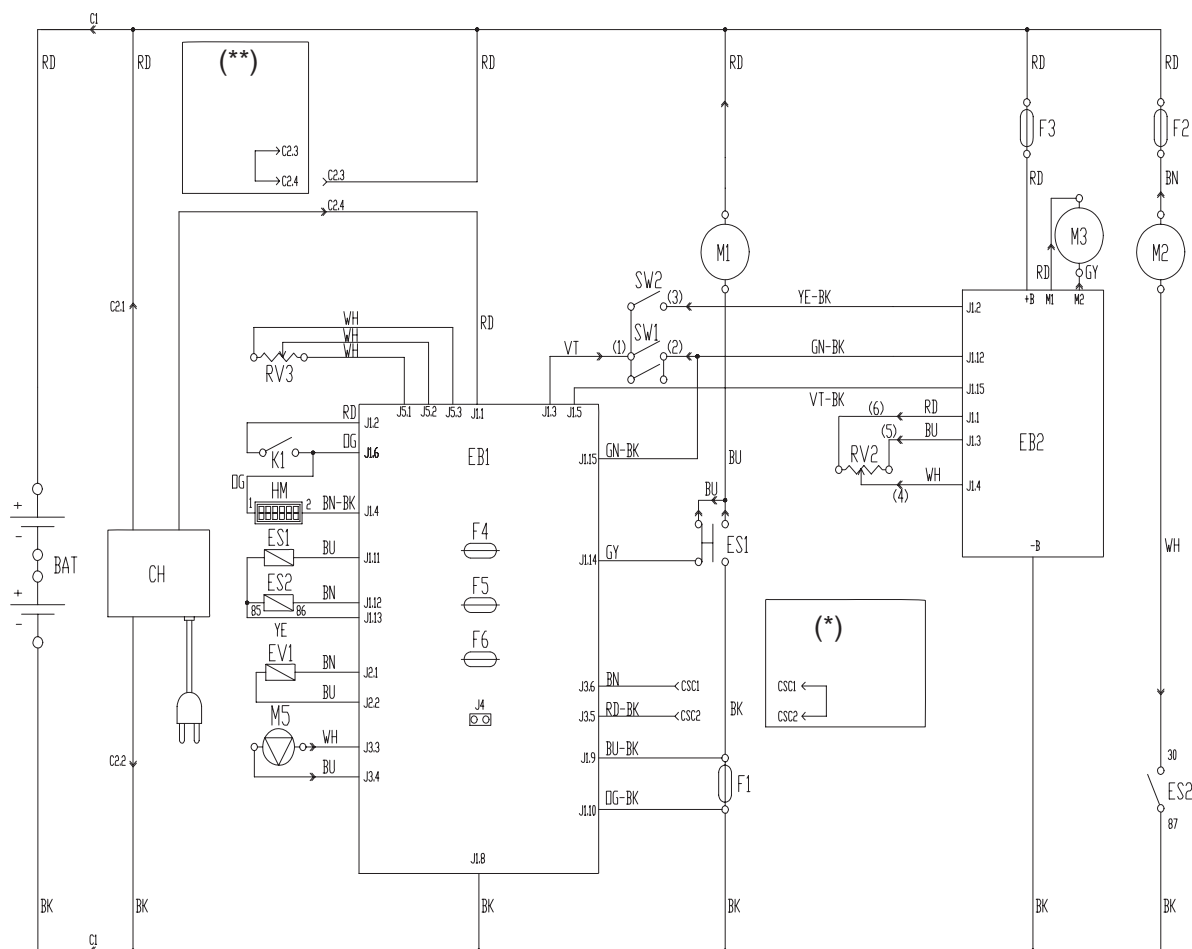 C1
RD RD (**) RD RD RD RD
C2.3
C2.4 C2.3
C2.4
F3 F2
RD BN
M1 M3 M2
RD GY
C2.1
SW2 (3) YE-BK J1.2 +B M1 M2
RD
WH
WH
WH
RV3
VT (1) SW1 (2) GN-BK J1.12
J1.15
VT-BK
J5.1 J5.2 J5.3 J1.1 J1.3 J1.5
(6) RD J1.1
(5) BU J1.3
RV2 EB2
WH J1.4
(4)
RD J1.2
OG J1.6
K1
EB1
GN-BK J1.15
BU
OG HM
1 2 BN-BK J1.4
BU
ES1 BU J1.11
F4
GY J1.14 ES1
-B
WH
+
-
BAT
+
-
CH
ES2 BN J1.12
85 86 J1.13
F5
YE
EV1 BN J2.1
F6
BU J2.2
(*)
J3.6 BN CSC1 CSC1
J3.5 RD-BK CSC2 CSC2
J4
BK
M5 WH J3.3
BU J3.4
J1.9 BU-BK
F1
J1.10 OG-BK
C2.2
30
ES2
87
J1.8
BK BK BK BK BK BK
C1